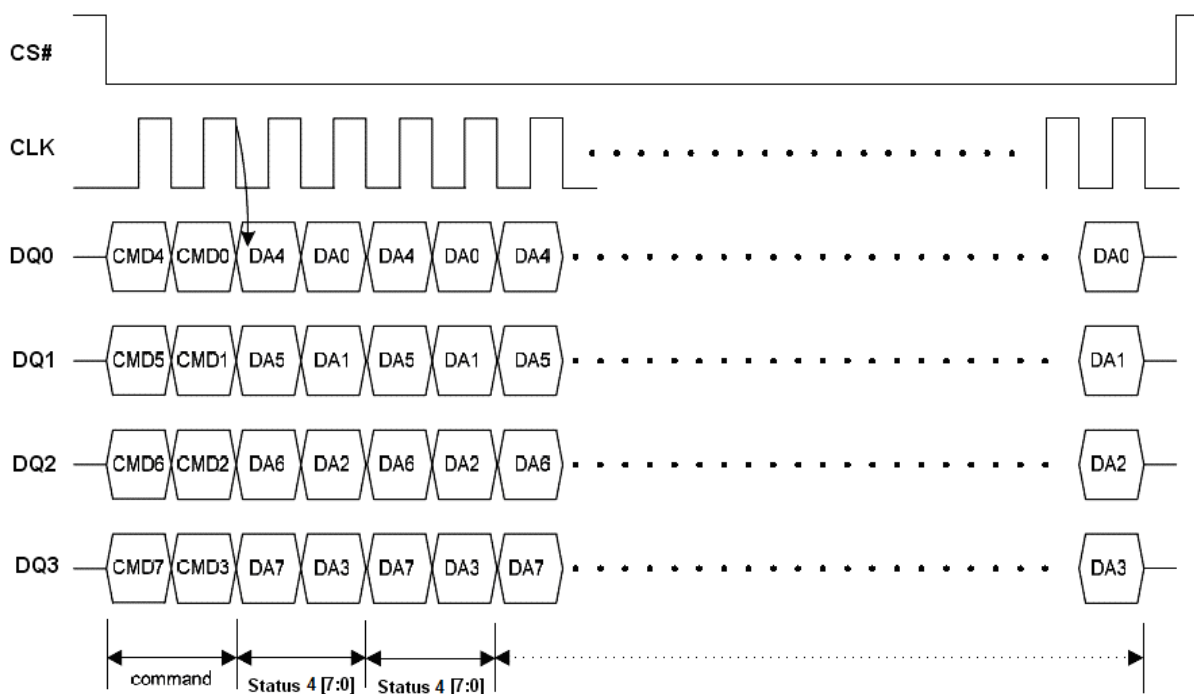 CS#
CLK
DQ0 CMD4 CMD0 DA4 DA0 DA4 DA0 DA4 DA0
DQ1 CMD5 CMD1 DA5 DA1 DA5 DA1 DA5 DA1
DQ2 CMD6 CMD2 DA6 DA2 DA6 DA2 DA6 DA2
DQ3 CMD7 CMD3 DA7 DA3 DA7 DA3 DA7 DA3
command Status 4 [7:0] Status 4 [7:0]